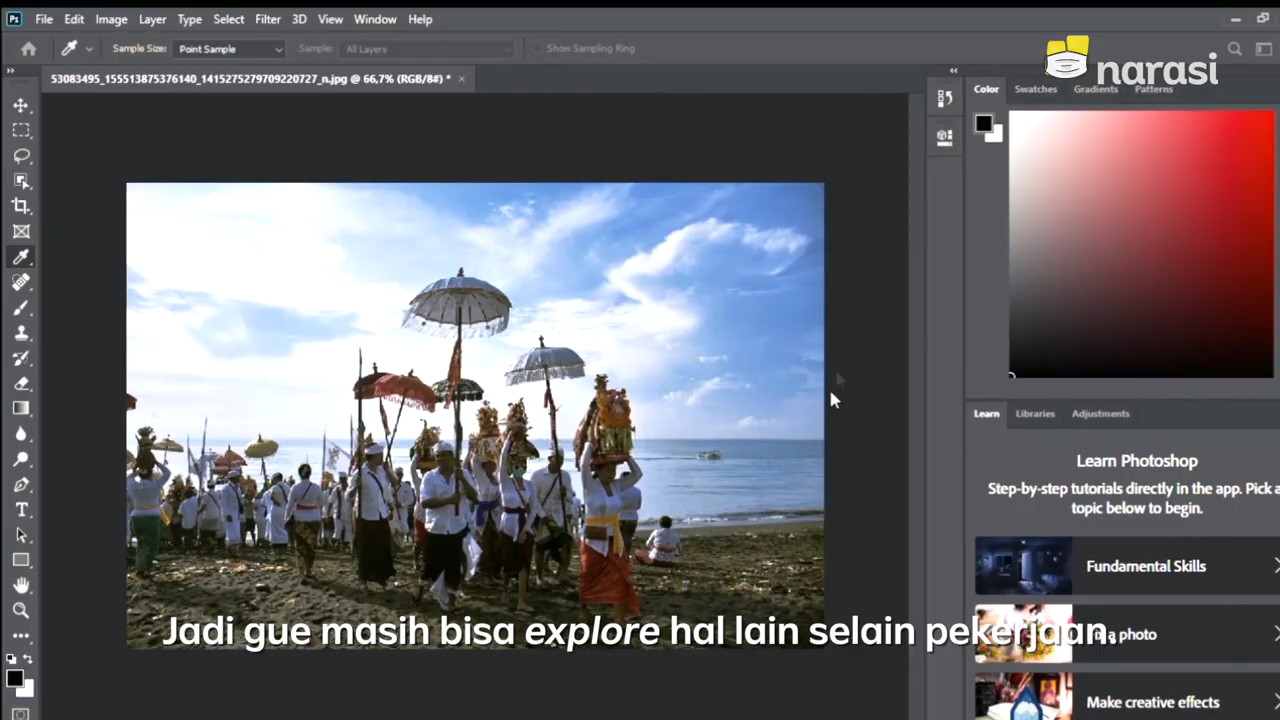 Ps File Edit Image Layer Type Select Filter 3D View Window Help
Sample Size: Point Sample Sample: All Layers Show Sampling Ring
narasi
53083495_155513875376140_1415275279709220727_n.jpg @ 66,7% (RGB/8#) *
Color Swatches Gradients Patterns
Learn Libraries Adjustments
Learn Photoshop
Step-by-step tutorials directly in the app. Pick a
topic below to begin.
Fundamental Skills
photo
Make creative effects
Jadi gue masih bisa explore hal lain selain pekerjaan.